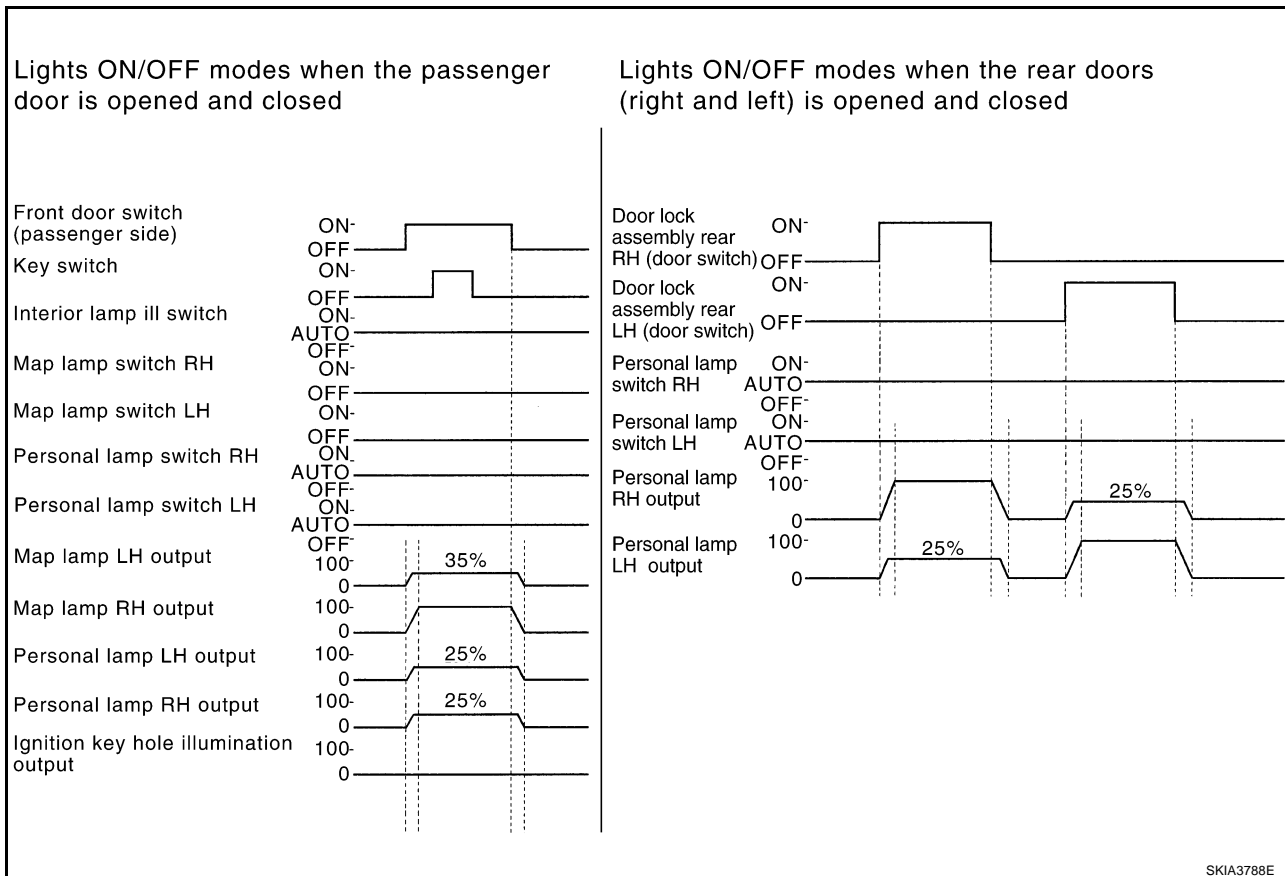 Lights ON/OFF modes when the passenger
door is opened and closed
Front door switch
(passenger side)
ON-
OFF
Key switch
ON-
OFF
Interior lamp ill switch
ON-
AUTO
OFF-
Map lamp switch RH
ON-
OFF
Map lamp switch LH
ON-
OFF
Personal lamp switch RH
ON-
AUTO
OFF-
Personal lamp switch LH
ON-
AUTO
OFF-
Map lamp LH output
100-
0
35%
Map lamp RH output
100-
0
Personal lamp LH output
100-
0
25%
Personal lamp RH output
100-
0
25%
Ignition key hole illumination
output
100-
0
Lights ON/OFF modes when the rear doors
(right and left) is opened and closed
Door lock
assembly rear
RH (door switch)
ON-
OFF
Door lock
assembly rear
LH (door switch)
ON-
OFF
Personal lamp
switch RH
ON-
AUTO
OFF-
Personal lamp
switch LH
ON-
AUTO
OFF-
Personal lamp
RH output
100-
0
25%
Personal lamp
LH output
100-
0
25%
SKIA3788E